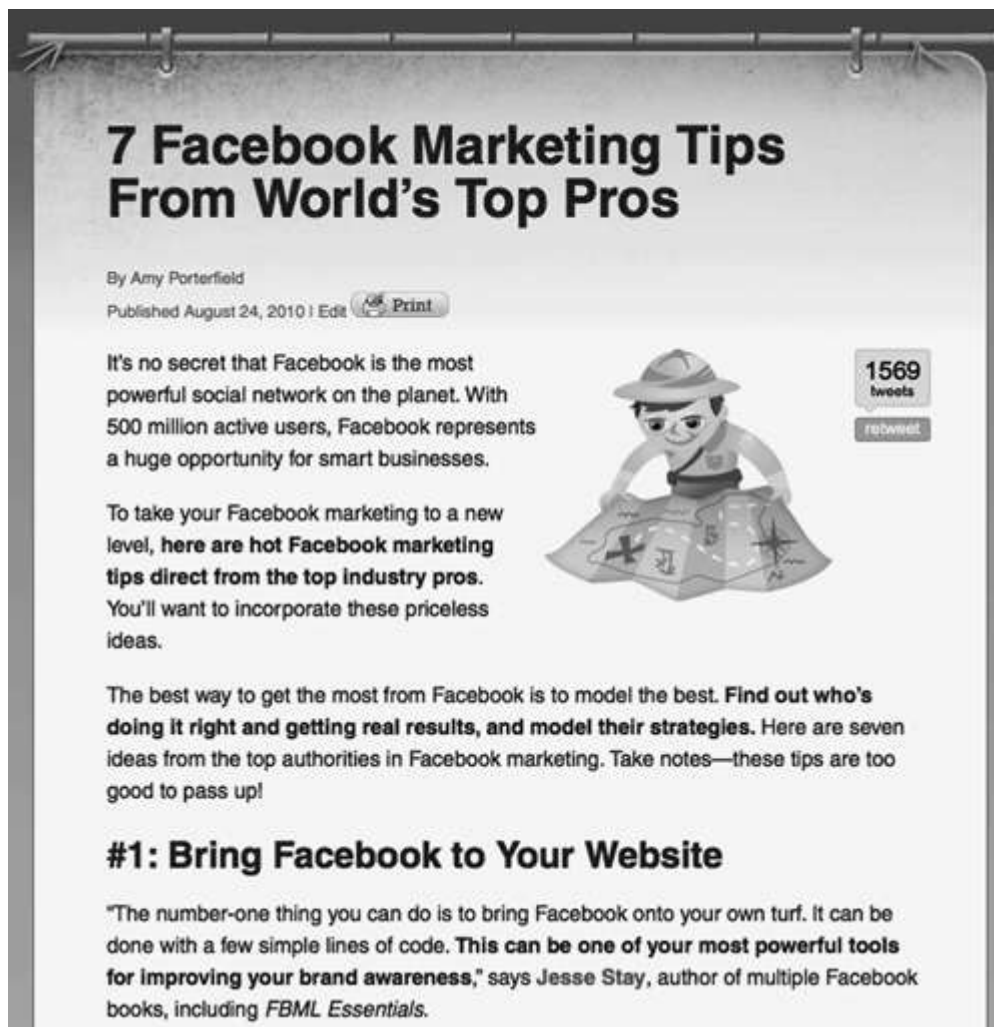 7 Facebook Marketing Tips
From World's Top Pros
By Amy Porterfield
Published August 24, 2010 | Edit Print
It's no secret that Facebook is the most
powerful social network on the planet. With
500 million active users, Facebook represents
a huge opportunity for smart businesses.
1569
tweets
retweet
To take your Facebook marketing to a new
level, here are hot Facebook marketing
tips direct from the top industry pros.
You'll want to incorporate these priceless
ideas.
The best way to get the most from Facebook is to model the best. Find out who's
doing it right and getting real results, and model their strategies. Here are seven
ideas from the top authorities in Facebook marketing. Take notes—these tips are too
good to pass up!
#1: Bring Facebook to Your Website
"The number-one thing you can do is to bring Facebook onto your own turf. It can be
done with a few simple lines of code. This can be one of your most powerful tools
for improving your brand awareness," says Jesse Stay, author of multiple Facebook
books, including FBML Essentials.